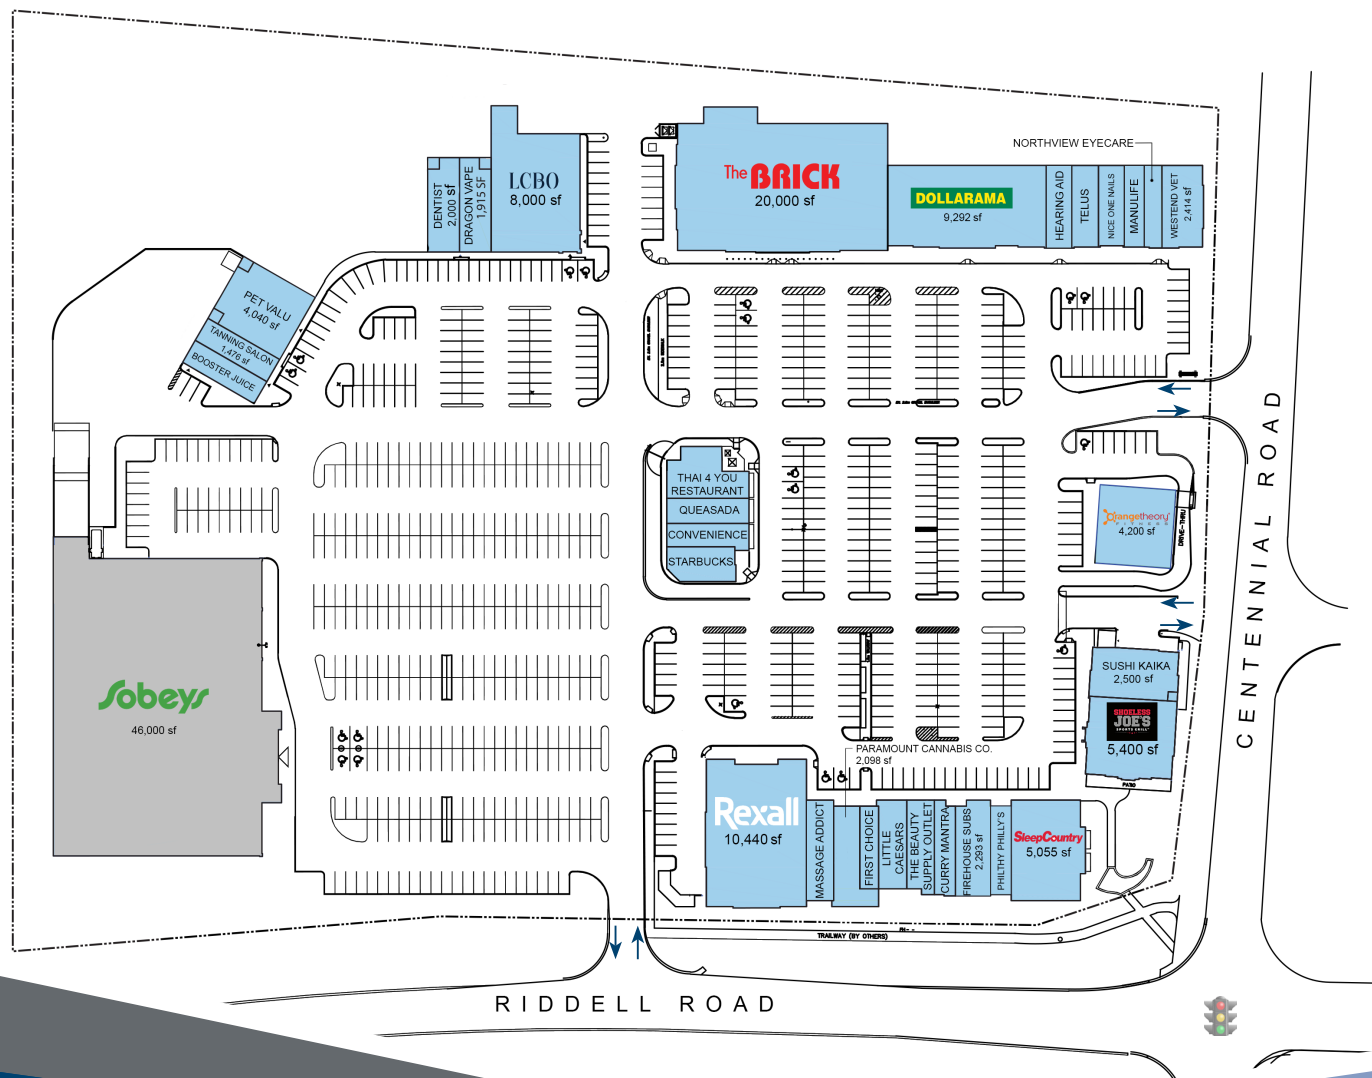 NORTHVIEW EYECARE
DENTIST
2,000 sf
DRAGON VAPE
1,915 SF
LCBO
8,000 sf
The BRICK
20,000 sf
DOLLARAMA
9,292 sf
HEARING AID
TELUS
NICE ONE NAILS
MANULIFE
WESTEND VET
2,414 sf
PET VALU
4,040 sf
TANNING SALON
1,476 sf
BOOSTER JUICE
THAI 4 YOU
RESTAURANT
QUEASADA
CONVENIENCE
STARBUCKS
orangetheory
FITNESS
4,200 sf
DRIVE-THRU
CENTENNIAL ROAD
Sobeys
46,000 sf
SUSHI KAIKA
2,500 sf
SHOELESS
JOE'S
SPORTS GRILL
5,400 sf
PATIO
PARAMOUNT CANNABIS CO.
2,098 sf
Rexall
10,440 sf
MASSAGE ADDICT
FIRST CHOICE
LITTLE
CAESARS
THE BEAUTY
SUPPLY OUTLET
CURRY MANTRA
FIREHOUSE SUBS
2,293 sf
PHILTHY PHILLY'S
SleepCountry
5,055 sf
TRAILWAY (BY OTHERS)
RIDDELL ROAD